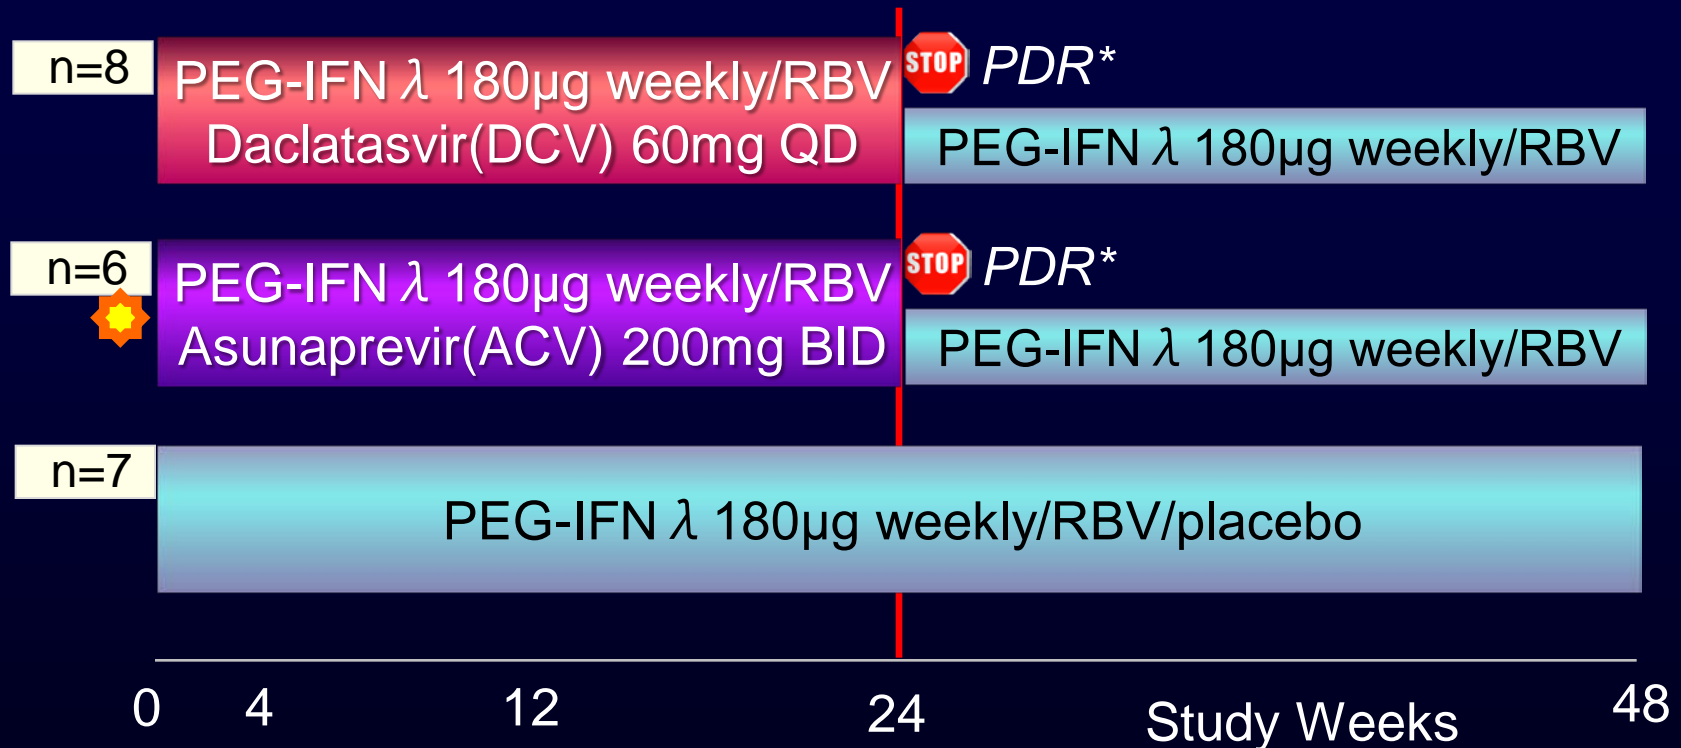 n=8
PEG-IFN λ 180µg weekly/RBV
Daclatasvir(DCV) 60mg QD
STOP PDR*
PEG-IFN λ 180µg weekly/RBV
n=6
PEG-IFN λ 180µg weekly/RBV
Asunaprevir(ACV) 200mg BID
STOP PDR*
PEG-IFN λ 180µg weekly/RBV
n=7
PEG-IFN λ 180µg weekly/RBV/placebo
0 4 12 24 Study Weeks 48